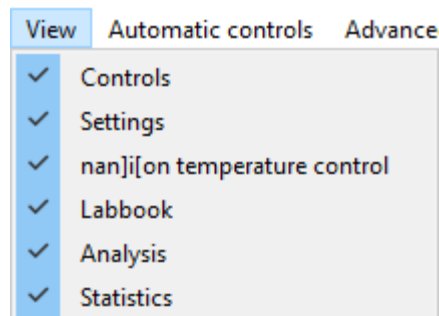 View Automatic controls Advance
Controls
Settings
nan]i[on temperature control
Labbook
Analysis
Statistics